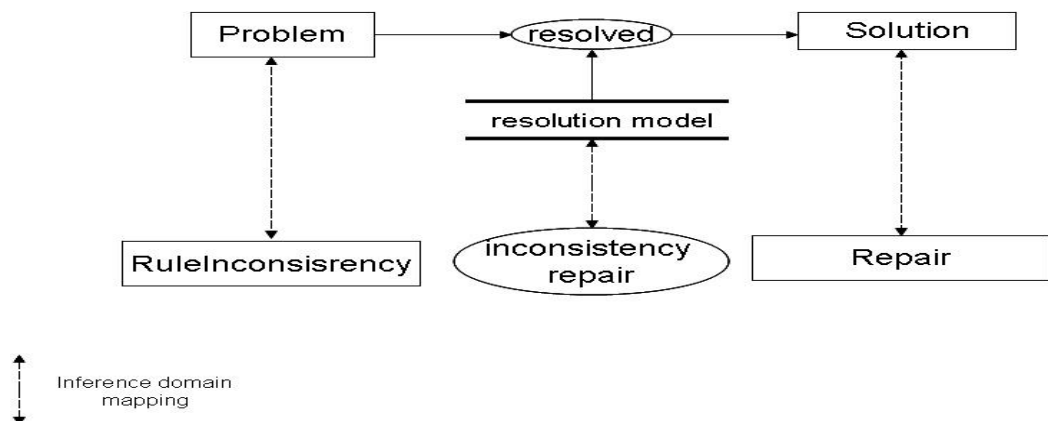 Problem
resolved
Solution
resolution model
RuleInconsisrency
inconsistency
repair
Repair
Inference domain
mapping